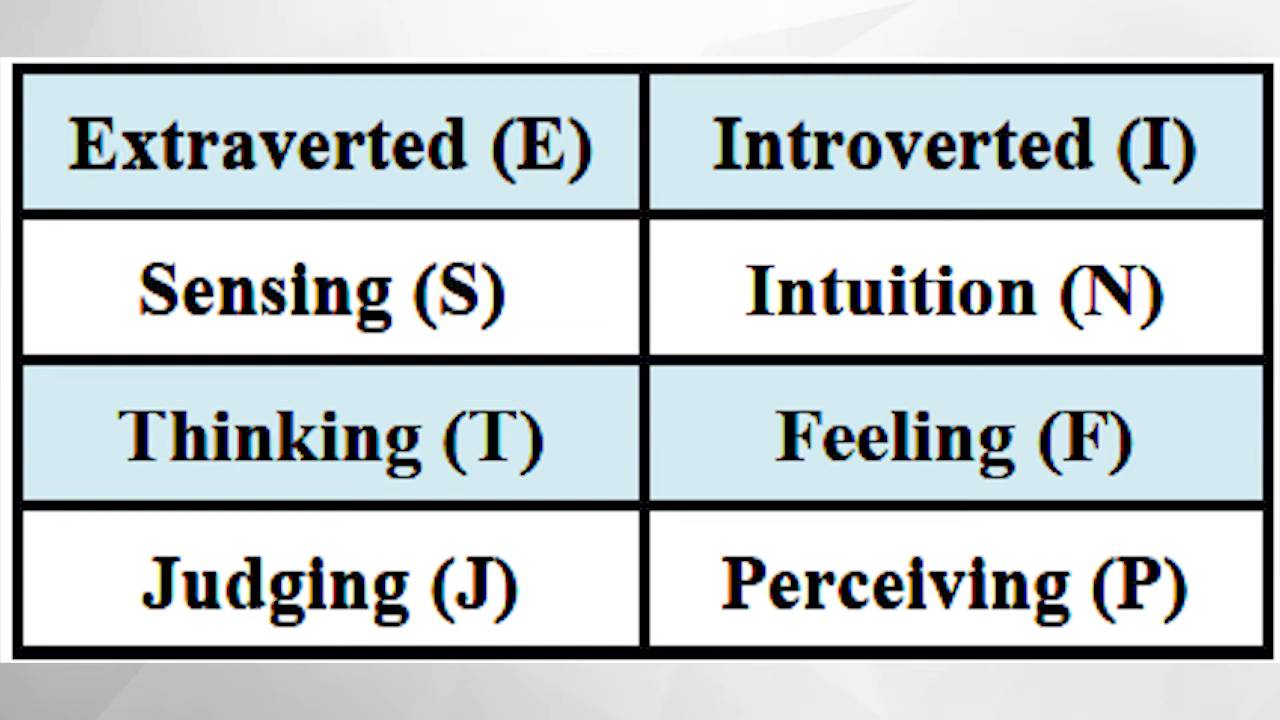 Extraverted (E)
Introverted (I)
Sensing (S)
Intuition (N)
Thinking (T)
Feeling (F)
Judging (J)
Perceiving (P)